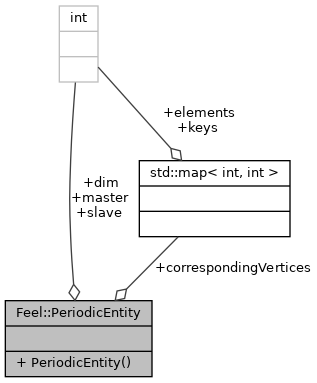 int
+elements
+keys
std::map< int, int >
+dim
+master
+slave
+correspondingVertices
Feel::PeriodicEntity
+ PeriodicEntity()